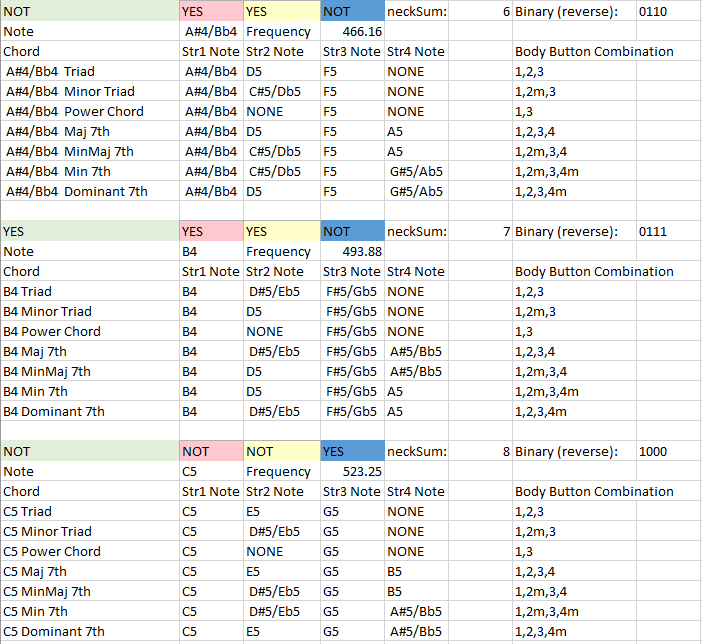 NOT YES YES NOT neckSum: 6 Binary (reverse): 0110
Note A#4/Bb4 Frequency 466.16
Chord Str1 Note Str2 Note Str3 Note Str4 Note Body Button Combination
A#4/Bb4 Triad A#4/Bb4 D5 F5 NONE 1,2,3
A#4/Bb4 Minor Triad A#4/Bb4 C#5/Db5 F5 NONE 1,2m,3
A#4/Bb4 Power Chord A#4/Bb4 NONE F5 NONE 1,3
A#4/Bb4 Maj 7th A#4/Bb4 D5 F5 A5 1,2,3,4
A#4/Bb4 MinMaj 7th A#4/Bb4 C#5/Db5 F5 A5 1,2m,3,4
A#4/Bb4 Min 7th A#4/Bb4 C#5/Db5 F5 G#5/Ab5 1,2m,3,4m
A#4/Bb4 Dominant 7th A#4/Bb4 D5 F5 G#5/Ab5 1,2,3,4m
YES YES YES NOT neckSum: 7 Binary (reverse): 0111
Note B4 Frequency 493.88
Chord Str1 Note Str2 Note Str3 Note Str4 Note Body Button Combination
B4 Triad B4 D#5/Eb5 F#5/Gb5 NONE 1,2,3
B4 Minor Triad B4 D5 F#5/Gb5 NONE 1,2m,3
B4 Power Chord B4 NONE F#5/Gb5 NONE 1,3
B4 Maj 7th B4 D#5/Eb5 F#5/Gb5 A#5/Bb5 1,2,3,4
B4 MinMaj 7th B4 D5 F#5/Gb5 A#5/Bb5 1,2m,3,4
B4 Min 7th B4 D5 F#5/Gb5 A5 1,2m,3,4m
B4 Dominant 7th B4 D#5/Eb5 F#5/Gb5 A5 1,2,3,4m
NOT NOT NOT YES neckSum: 8 Binary (reverse): 1000
Note C5 Frequency 523.25
Chord Str1 Note Str2 Note Str3 Note Str4 Note Body Button Combination
C5 Triad C5 E5 G5 NONE 1,2,3
C5 Minor Triad C5 D#5/Eb5 G5 NONE 1,2m,3
C5 Power Chord C5 NONE G5 NONE 1,3
C5 Maj 7th C5 E5 G5 B5 1,2,3,4
C5 MinMaj 7th C5 D#5/Eb5 G5 B5 1,2m,3,4
C5 Min 7th C5 D#5/Eb5 G5 A#5/Bb5 1,2m,3,4m
C5 Dominant 7th C5 E5 G5 A#5/Bb5 1,2,3,4m